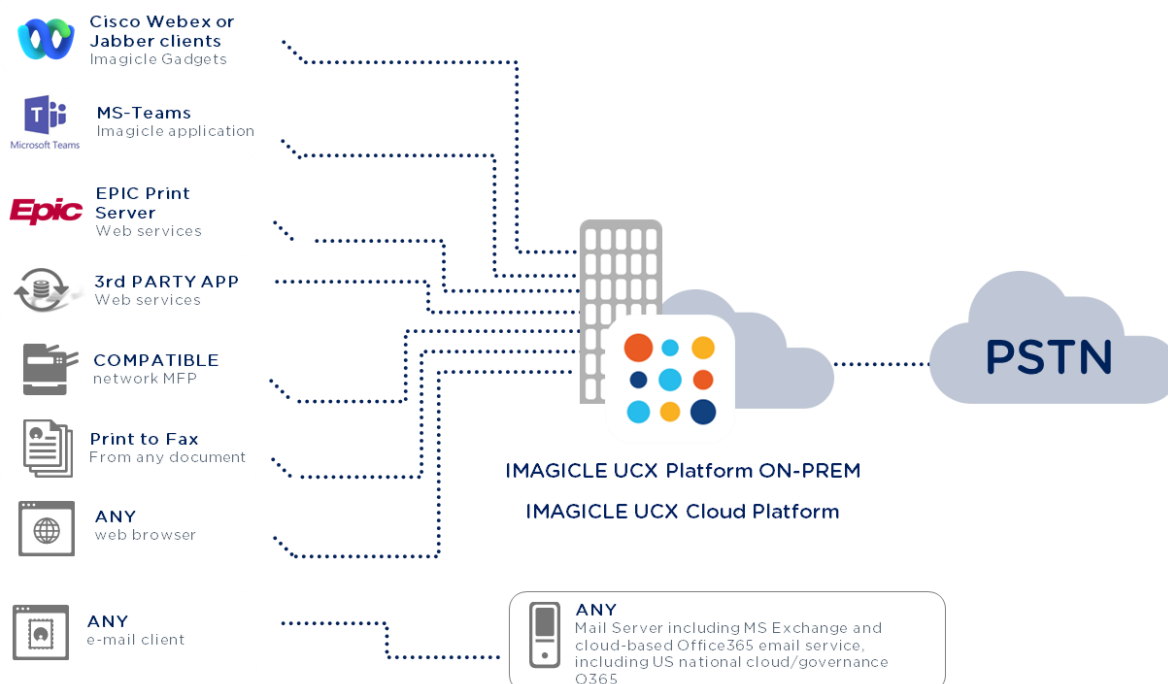 Cisco Webex or
Jabber clients
Imagicle Gadgets
T
Microsoft Teams
MS-Teams
Imagicle application
Epic
EPIC Print
Server
Web services
3rd PARTY APP
Web services
COMPATIBLE
network MFP
Print to Fax
From any document
ANY
web browser
ANY
e-mail client
IMAGICLE UCX Platform ON-PREM
IMAGICLE UCX Cloud Platform
PSTN
ANY
Mail Server including MS Exchange and
cloud-based Office365 email service,
including US national cloud/governance
O365